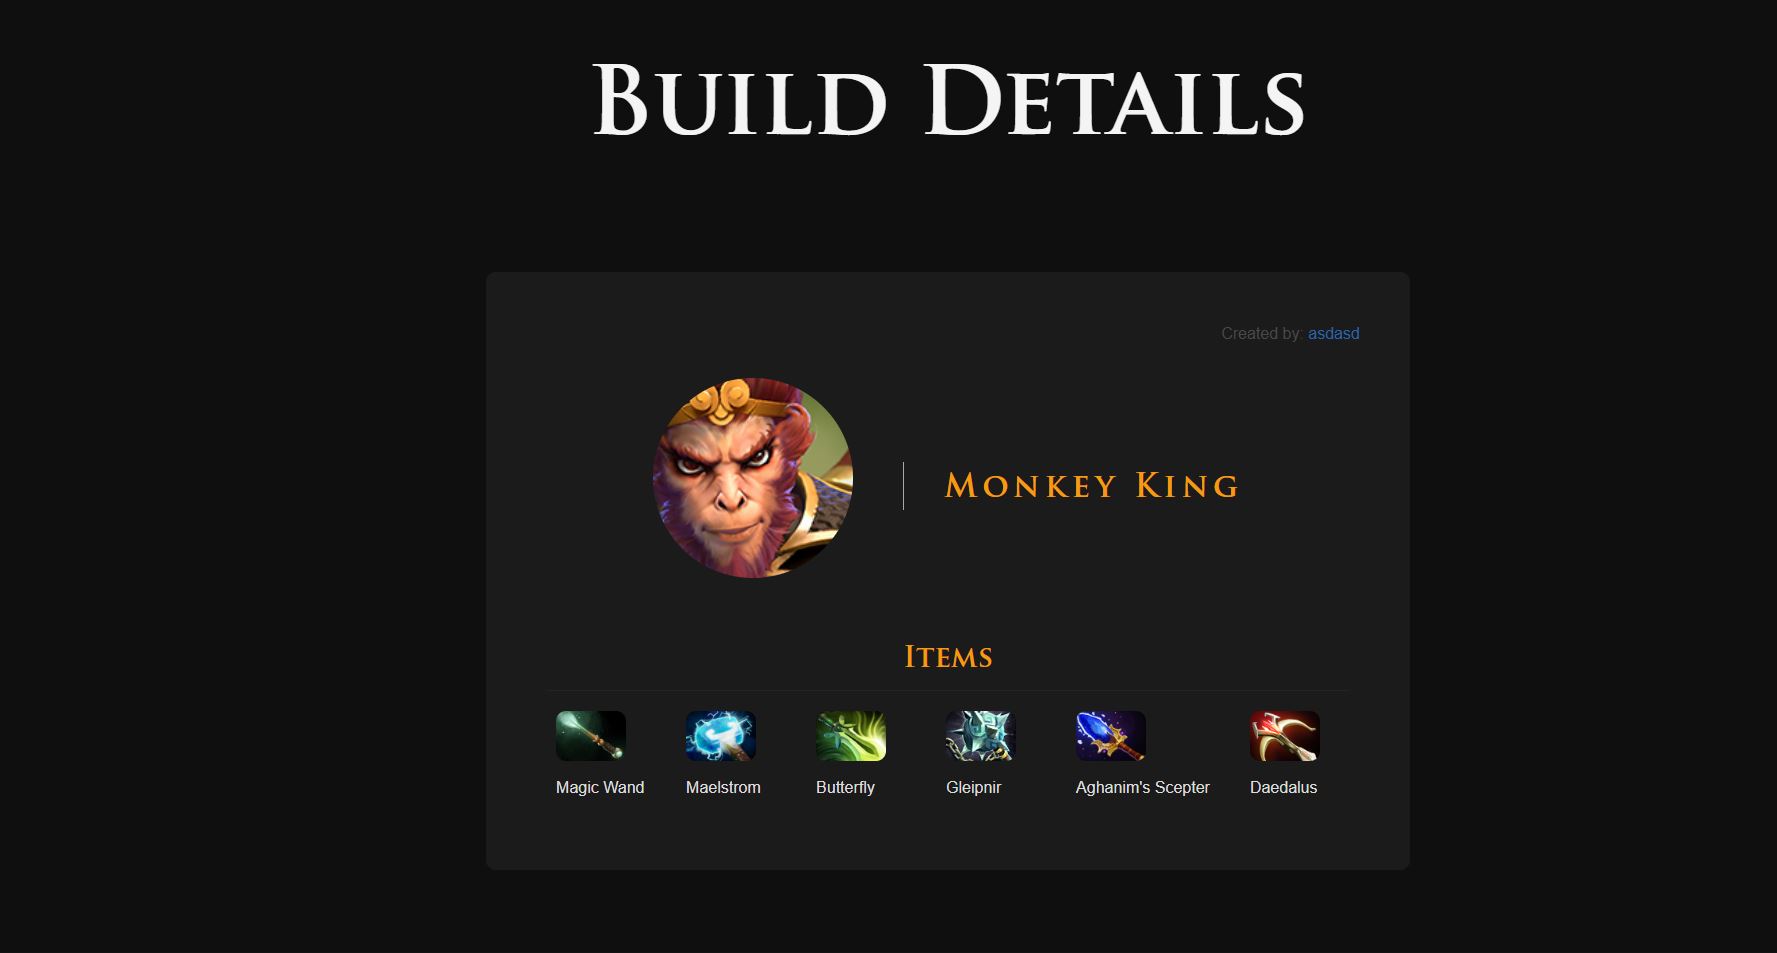 Build Details
Created by: asdasd
Monkey King
Items
Magic Wand Maelstrom Butterfly Gleipnir Aghanim's Scepter Daedalus